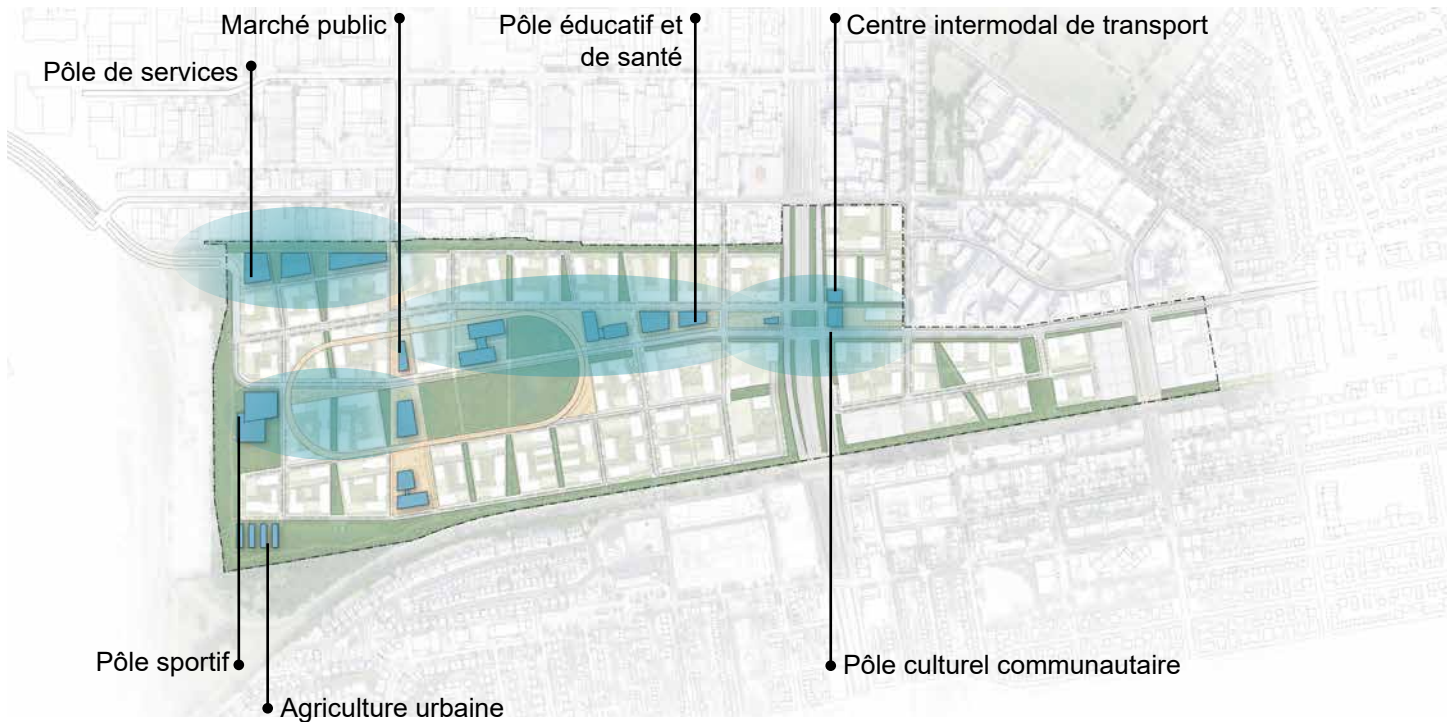 Marché public
Pôle éducatif et
de santé
Centre intermodal de transport
Pôle de services
Pôle sportif
Pôle culturel communautaire
Agriculture urbaine